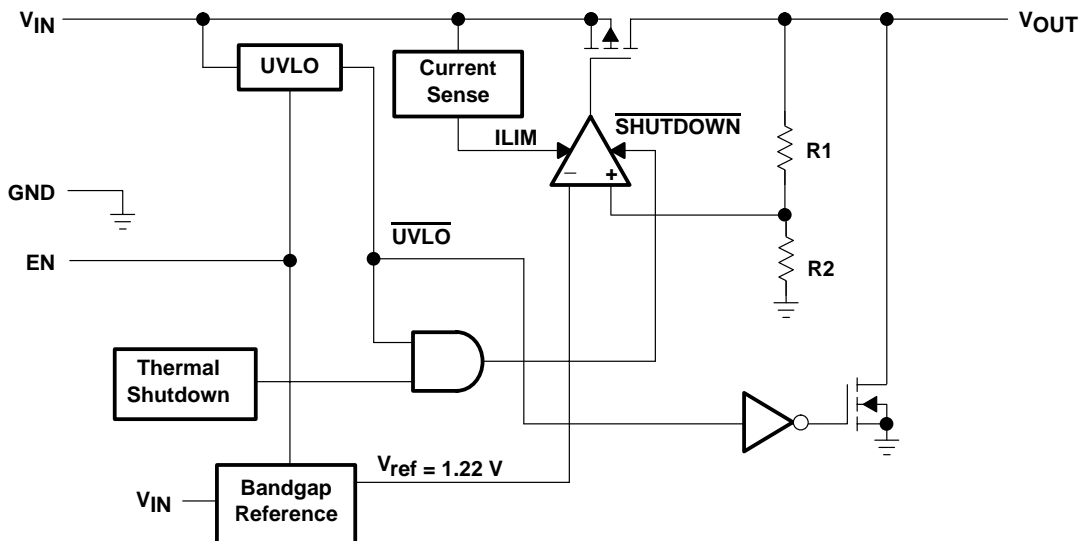 VIN
VOUT
UVLO
Current
Sense
SHUTDOWN
ILIM
R1
GND
− +
UVLO
EN
R2
Thermal
Shutdown
Vref = 1.22 V
VIN
Bandgap
Reference